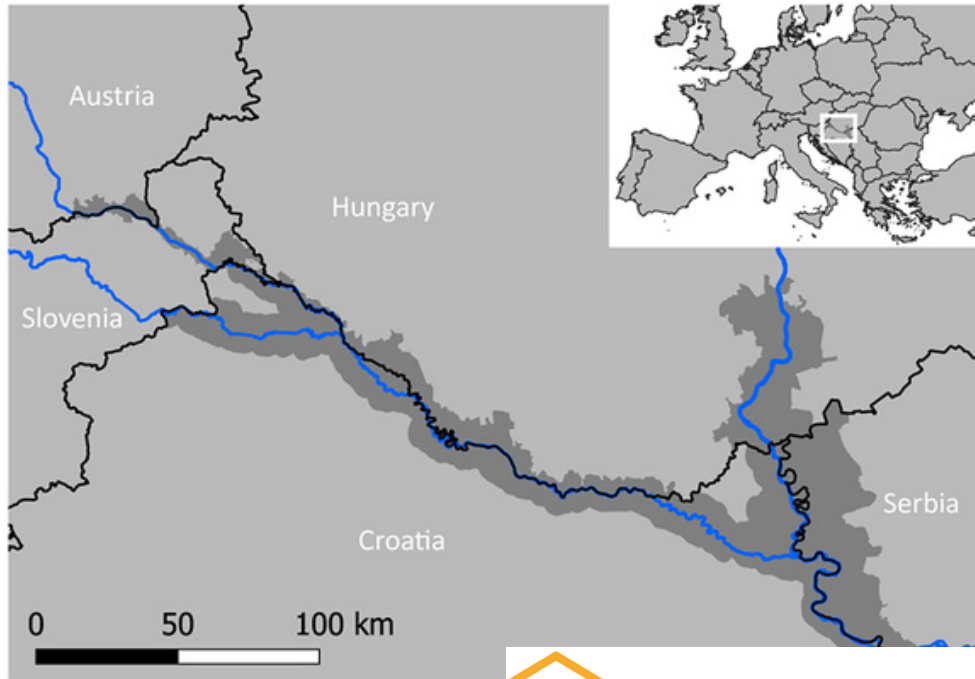 Austria
Hungary
Slovenia
Serbia
Croatia
0 50 100 km